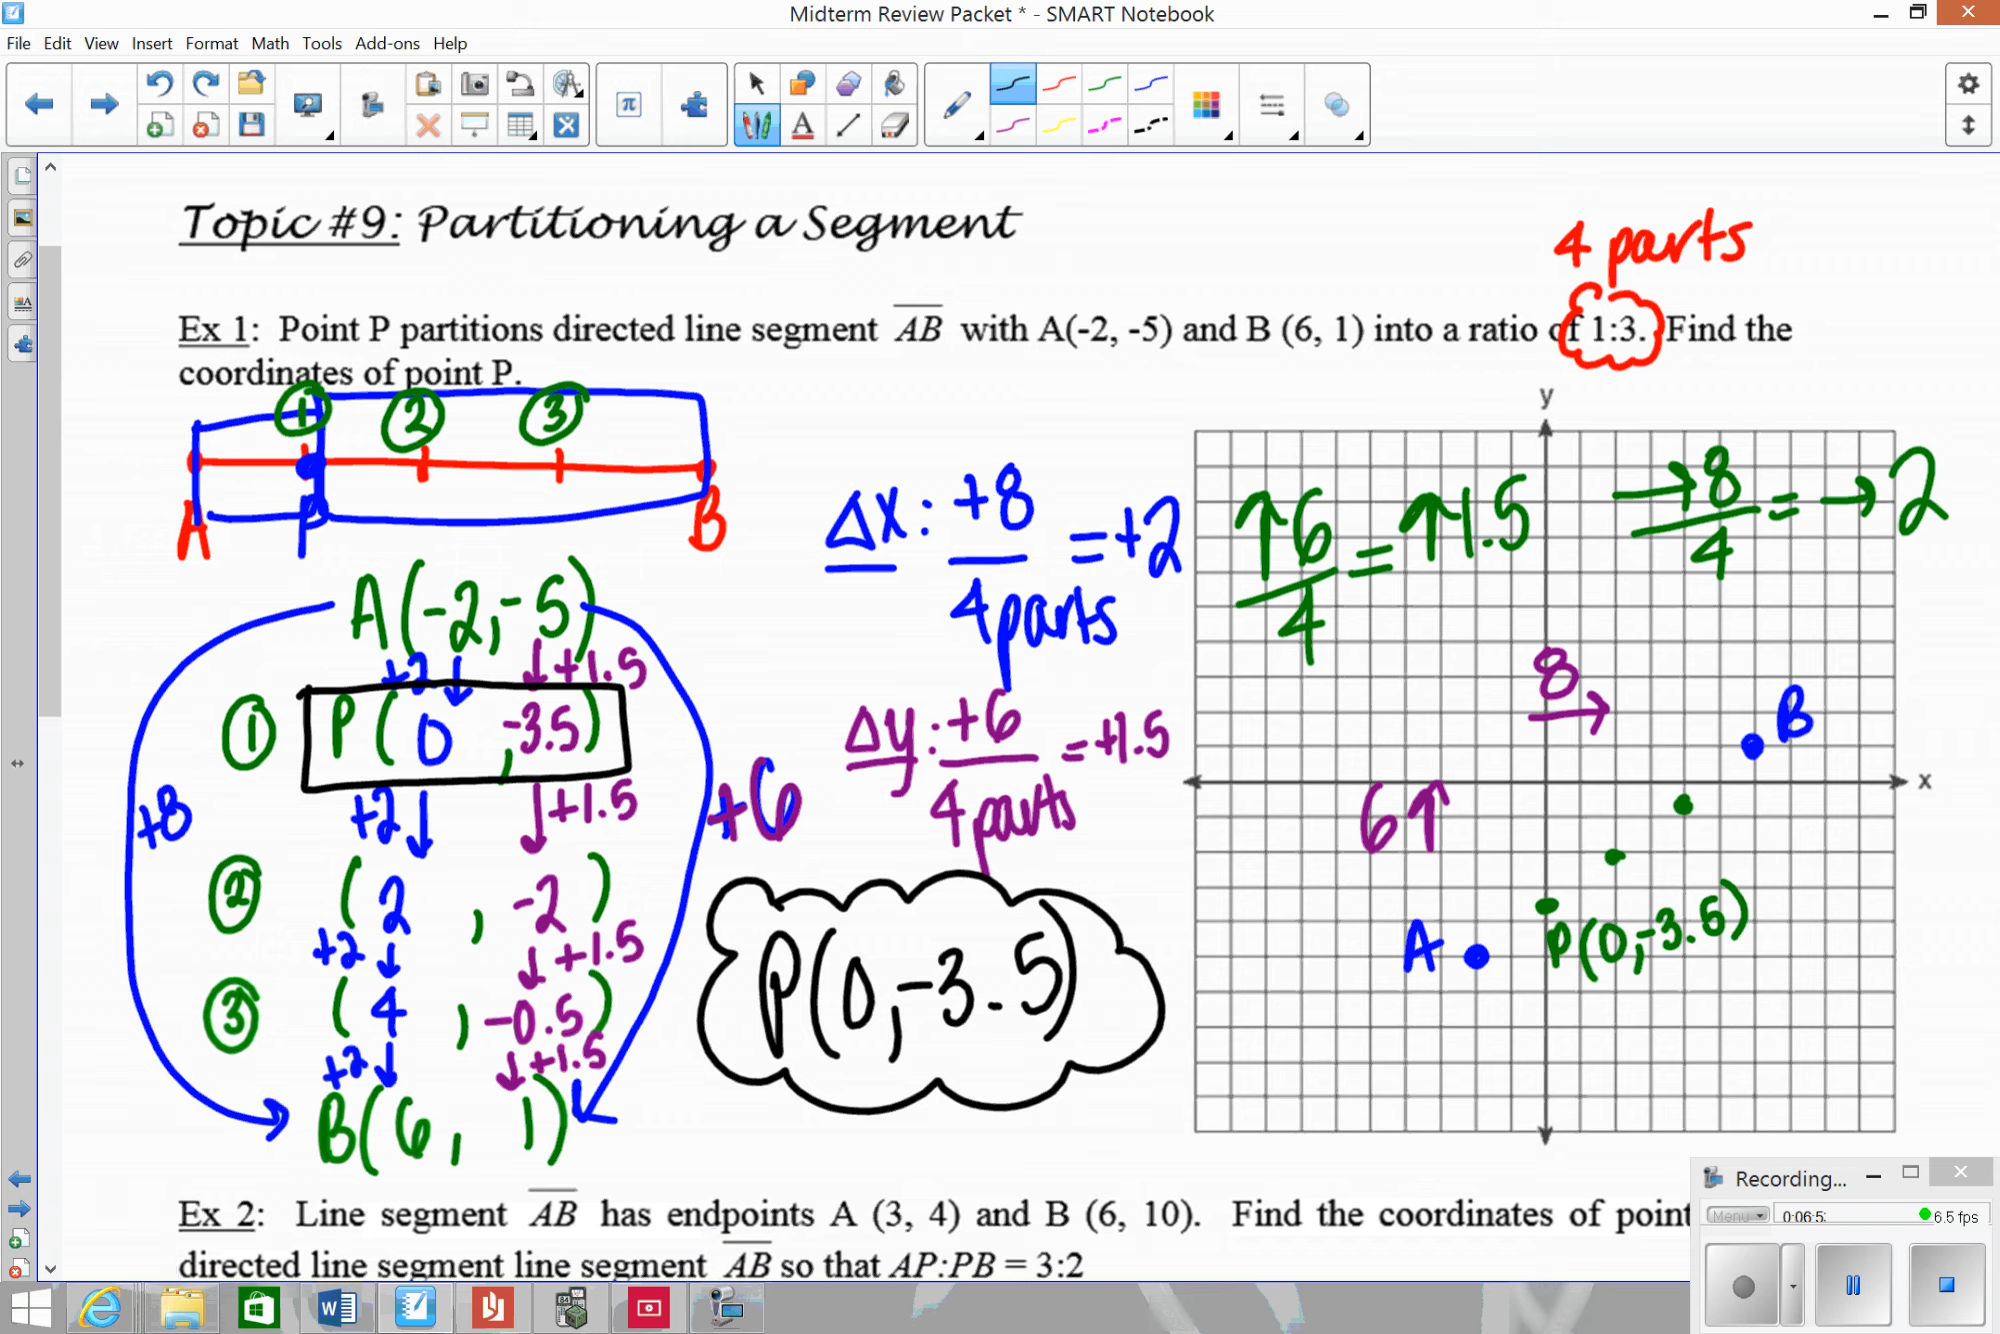 Midterm Review Packet * - SMART Notebook
File Edit View Insert Format Math Tools Add-ons Help
Topic #9: Partitioning a Segment
4 parts
Ex 1: Point P partitions directed line segment AB with A(-2, -5) and B (6, 1) into a ratio of 1:3. Find the
coordinates of point P.
① ② ③
A P B
A(-2, -5)
+2 ↓ ↓ +1.5
① P( 0 , -3.5)
+2 ↓ ↓ +1.5
② ( 2 , -2 )
+2 ↓ ↓ +1.5
③ ( 4 , -0.5)
+2 ↓ ↓ +1.5
B(6, 1)
+8
+6
Δx: +8
4 parts
= +2
Δy: +6
4 parts
= +1.5
P(0, -3.5)
y
↑6
4
= ↑1.5
→8
4
= →2
8
→
B
x
6↑
A
P(0, -3.5)
Ex 2: Line segment AB has endpoints A (3, 4) and B (6, 10). Find the coordinates of point
directed line segment line segment AB so that AP:PB = 3:2
Recording...
Menu
0:06:5
6.5 fps